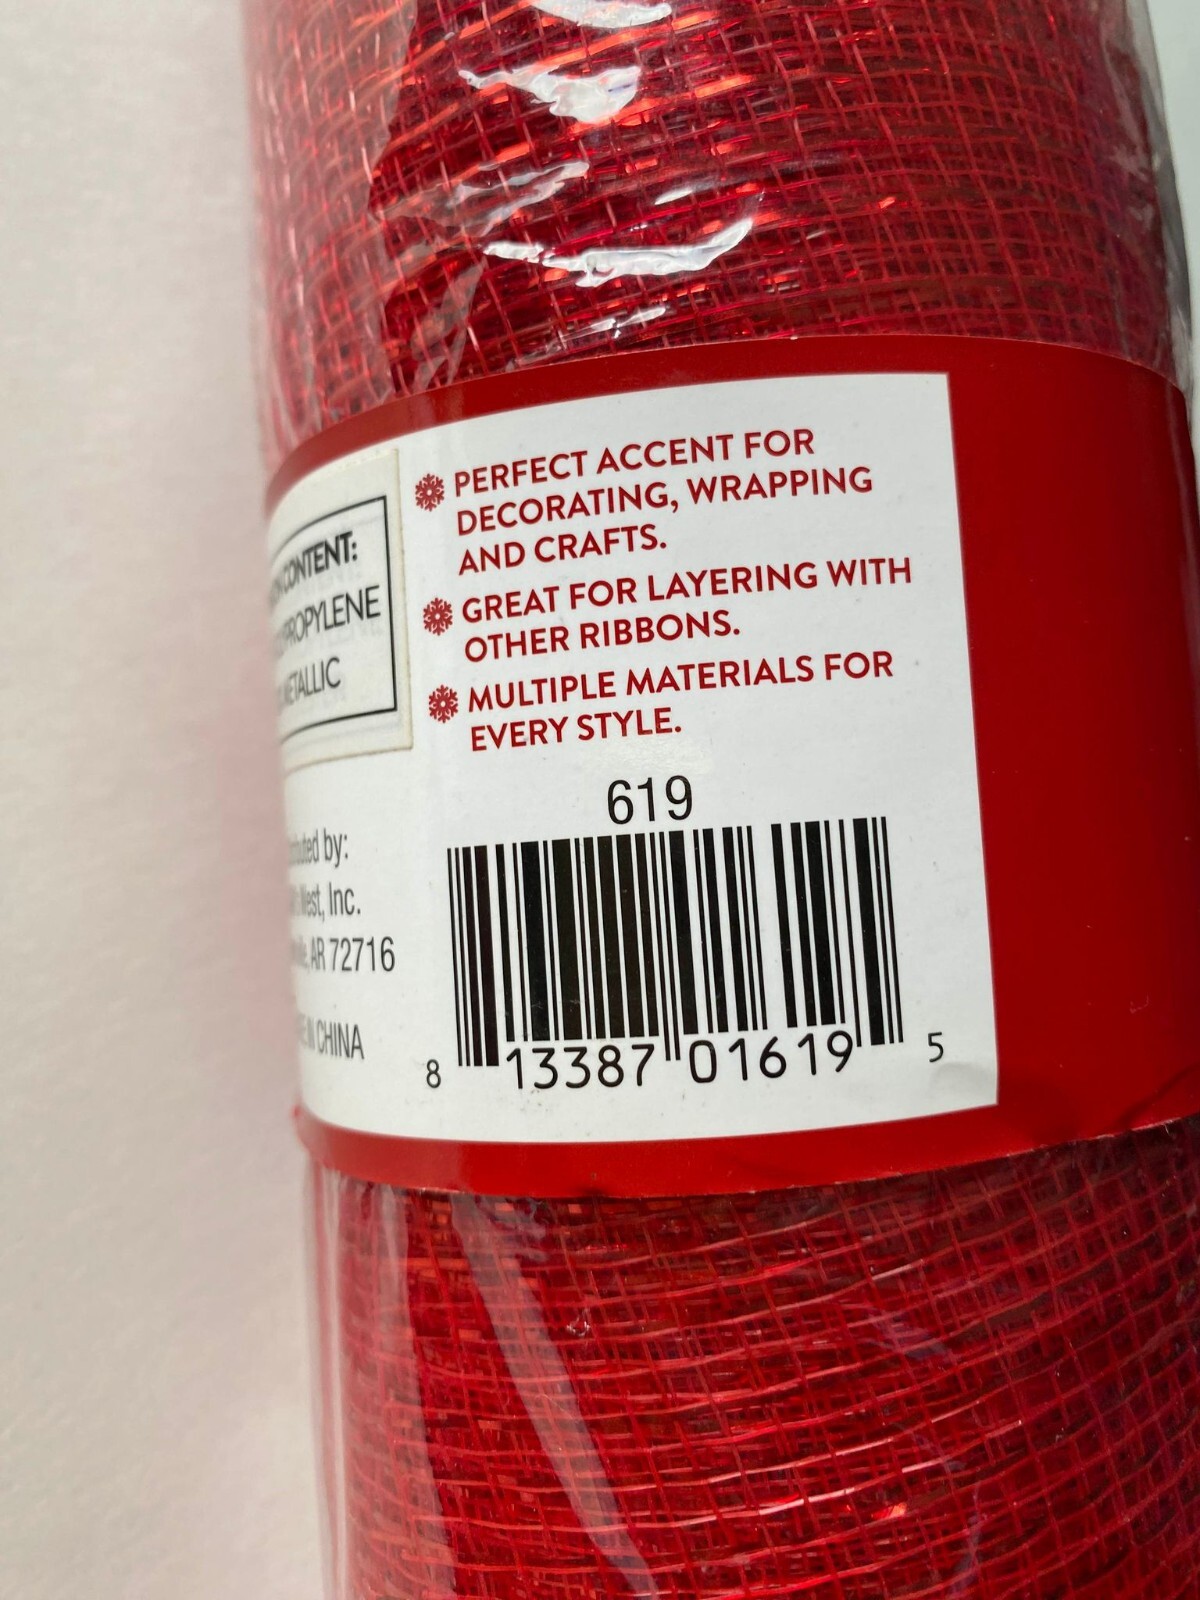 PERFECT ACCENT FOR
DECORATING, WRAPPING
AND CRAFTS.
GREAT FOR LAYERING WITH
OTHER RIBBONS.
MULTIPLE MATERIALS FOR
EVERY STYLE.
CONTENT:
METALLIC
by:
Inc.
AR 72716
CHINA
619
8 13387 01619 5